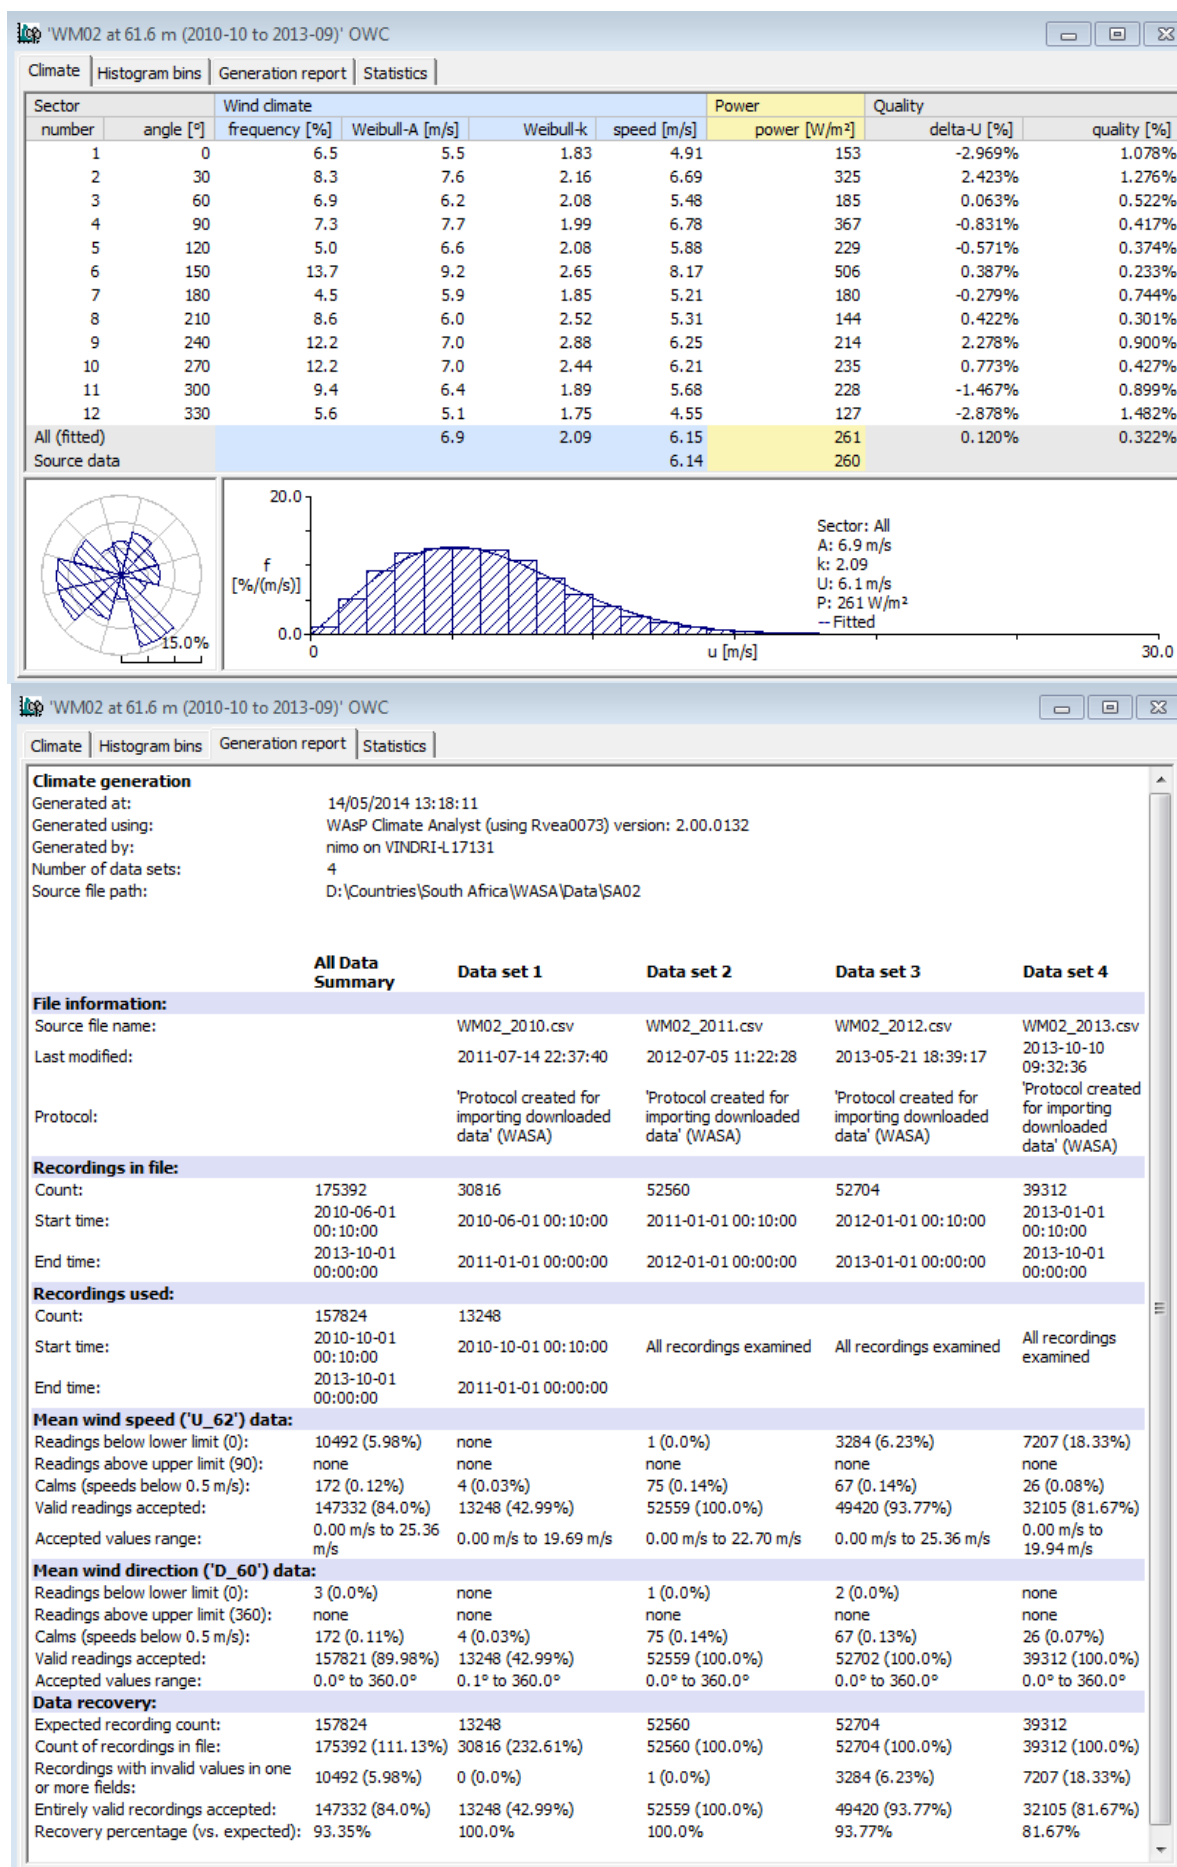 'WM02 at 61.6 m (2010-10 to 2013-09)' OWC
Climate Histogram bins Generation report Statistics
Sector Wind climate Power Quality
number angle [°] frequency [%] Weibull-A [m/s] Weibull-k speed [m/s] power [W/m²] delta-U [%] quality [%]
1 0 6.5 5.5 1.83 4.91 153 -2.969% 1.078%
2 30 8.3 7.6 2.16 6.69 325 2.423% 1.276%
3 60 6.9 6.2 2.08 5.48 185 0.063% 0.522%
4 90 7.3 7.7 1.99 6.78 367 -0.831% 0.417%
5 120 5.0 6.6 2.08 5.88 229 -0.571% 0.374%
6 150 13.7 9.2 2.65 8.17 506 0.387% 0.233%
7 180 4.5 5.9 1.85 5.21 180 -0.279% 0.744%
8 210 8.6 6.0 2.52 5.31 144 0.422% 0.301%
9 240 12.2 7.0 2.88 6.25 214 2.278% 0.900%
10 270 12.2 7.0 2.44 6.21 235 0.773% 0.427%
11 300 9.4 6.4 1.89 5.68 228 -1.467% 0.899%
12 330 5.6 5.1 1.75 4.55 127 -2.878% 1.482%
All (fitted) 6.9 2.09 6.15 261 0.120% 0.322%
Source data 6.14 260
15.0%
20.0
f
[%/(m/s)]
0.0
0 u [m/s] 30.0
Sector: All
A: 6.9 m/s
k: 2.09
U: 6.1 m/s
P: 261 W/m²
-- Fitted
'WM02 at 61.6 m (2010-10 to 2013-09)' OWC
Climate Histogram bins Generation report Statistics
Climate generation
Generated at: 14/05/2014 13:18:11
Generated using: WAsP Climate Analyst (using Rvea0073) version: 2.00.0132
Generated by: nimo on VINDRI-L17131
Number of data sets: 4
Source file path: D:\Countries\South Africa\WASA\Data\SA02
All Data Summary Data set 1 Data set 2 Data set 3 Data set 4
File information:
Source file name: WM02_2010.csv WM02_2011.csv WM02_2012.csv WM02_2013.csv
Last modified: 2011-07-14 22:37:40 2012-07-05 11:22:28 2013-05-21 18:39:17 2013-10-10 09:32:36
Protocol: 'Protocol created for importing downloaded data' (WASA) 'Protocol created for importing downloaded data' (WASA) 'Protocol created for importing downloaded data' (WASA) 'Protocol created for importing downloaded data' (WASA)
Recordings in file:
Count: 175392 30816 52560 52704 39312
Start time: 2010-06-01 00:10:00 2010-06-01 00:10:00 2011-01-01 00:10:00 2012-01-01 00:10:00 2013-01-01 00:10:00
End time: 2013-10-01 00:00:00 2011-01-01 00:00:00 2012-01-01 00:00:00 2013-01-01 00:00:00 2013-10-01 00:00:00
Recordings used:
Count: 157824 13248
Start time: 2010-10-01 00:10:00 2010-10-01 00:10:00 All recordings examined All recordings examined All recordings examined
End time: 2013-10-01 00:00:00 2011-01-01 00:00:00
Mean wind speed ('U_62') data:
Readings below lower limit (0): 10492 (5.98%) none 1 (0.0%) 3284 (6.23%) 7207 (18.33%)
Readings above upper limit (90): none none none none none
Calms (speeds below 0.5 m/s): 172 (0.12%) 4 (0.03%) 75 (0.14%) 67 (0.14%) 26 (0.08%)
Valid readings accepted: 147332 (84.0%) 13248 (42.99%) 52559 (100.0%) 49420 (93.77%) 32105 (81.67%)
Accepted values range: 0.00 m/s to 25.36 m/s 0.00 m/s to 19.69 m/s 0.00 m/s to 22.70 m/s 0.00 m/s to 25.36 m/s 0.00 m/s to 19.94 m/s
Mean wind direction ('D_60') data:
Readings below lower limit (0): 3 (0.0%) none 1 (0.0%) 2 (0.0%) none
Readings above upper limit (360): none none none none none
Calms (speeds below 0.5 m/s): 172 (0.11%) 4 (0.03%) 75 (0.14%) 67 (0.13%) 26 (0.07%)
Valid readings accepted: 157821 (89.98%) 13248 (42.99%) 52559 (100.0%) 52702 (100.0%) 39312 (100.0%)
Accepted values range: 0.0° to 360.0° 0.1° to 360.0° 0.0° to 360.0° 0.0° to 360.0° 0.0° to 360.0°
Data recovery:
Expected recording count: 157824 13248 52560 52704 39312
Count of recordings in file: 175392 (111.13%) 30816 (232.61%) 52560 (100.0%) 52704 (100.0%) 39312 (100.0%)
Recordings with invalid values in one or more fields: 10492 (5.98%) 0 (0.0%) 1 (0.0%) 3284 (6.23%) 7207 (18.33%)
Entirely valid recordings accepted: 147332 (84.0%) 13248 (42.99%) 52559 (100.0%) 49420 (93.77%) 32105 (81.67%)
Recovery percentage (vs. expected): 93.35% 100.0% 100.0% 93.77% 81.67%